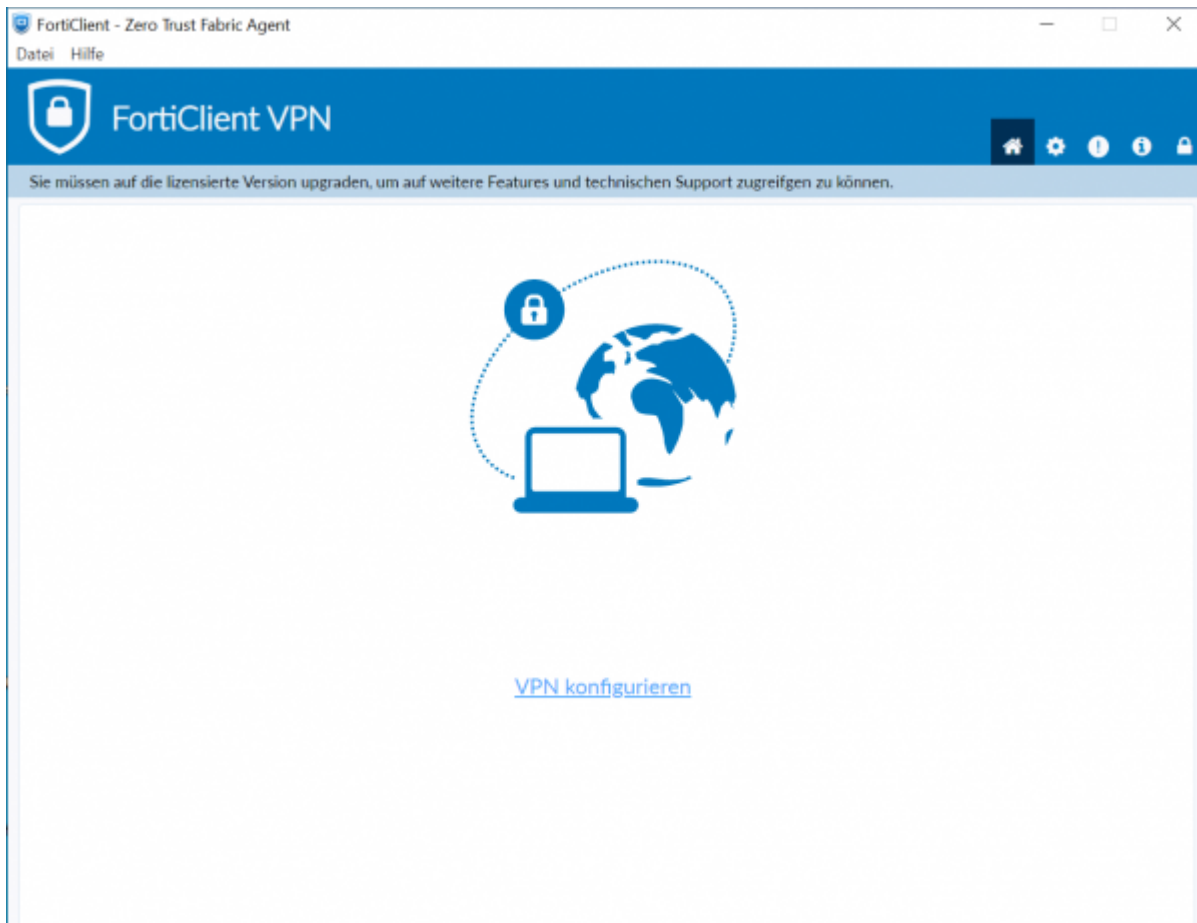 FortiClient - Zero Trust Fabric Agent
Datei Hilfe
FortiClient VPN
Sie müssen auf die lizensierte Version upgraden, um auf weitere Features und technischen Support zugreifgen zu können.
VPN konfigurieren